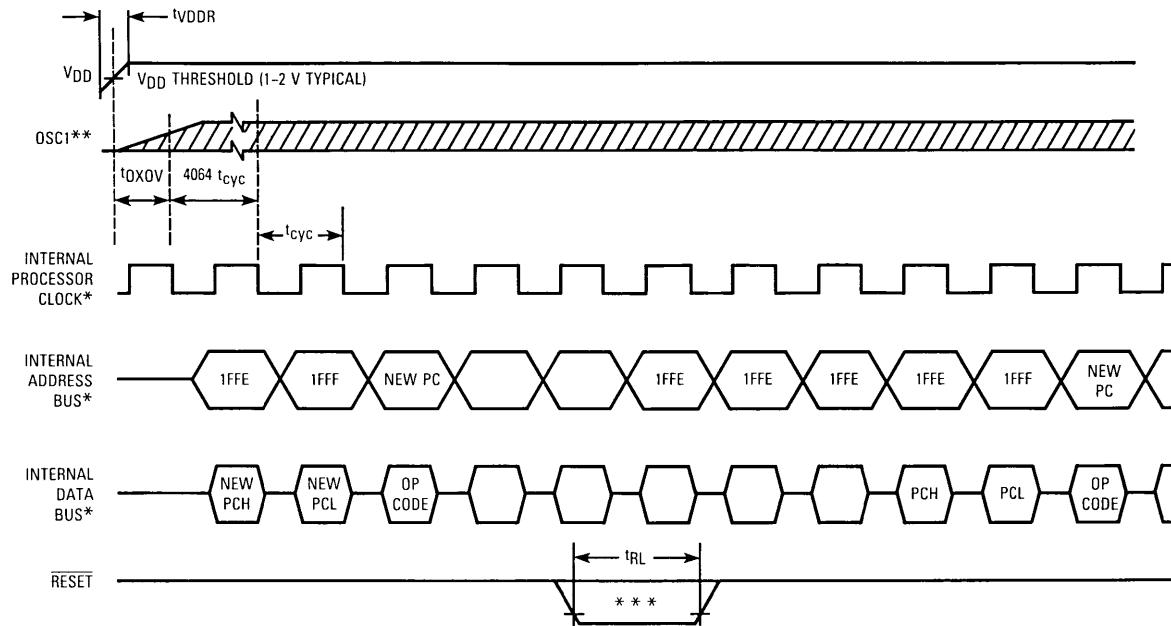 tVDDR
VDD
VDD THRESHOLD (1–2 V TYPICAL)
OSC1**
tOXOV
4064 tcyc
tcyc
INTERNAL
PROCESSOR
CLOCK*
INTERNAL
ADDRESS
BUS*
1FFE
1FFF
NEW PC
1FFE
1FFE
1FFE
1FFE
1FFF
NEW
PC
INTERNAL
DATA
BUS*
NEW
PCH
NEW
PCL
OP
CODE
PCH
PCL
OP
CODE
tRL
RESET
* * *